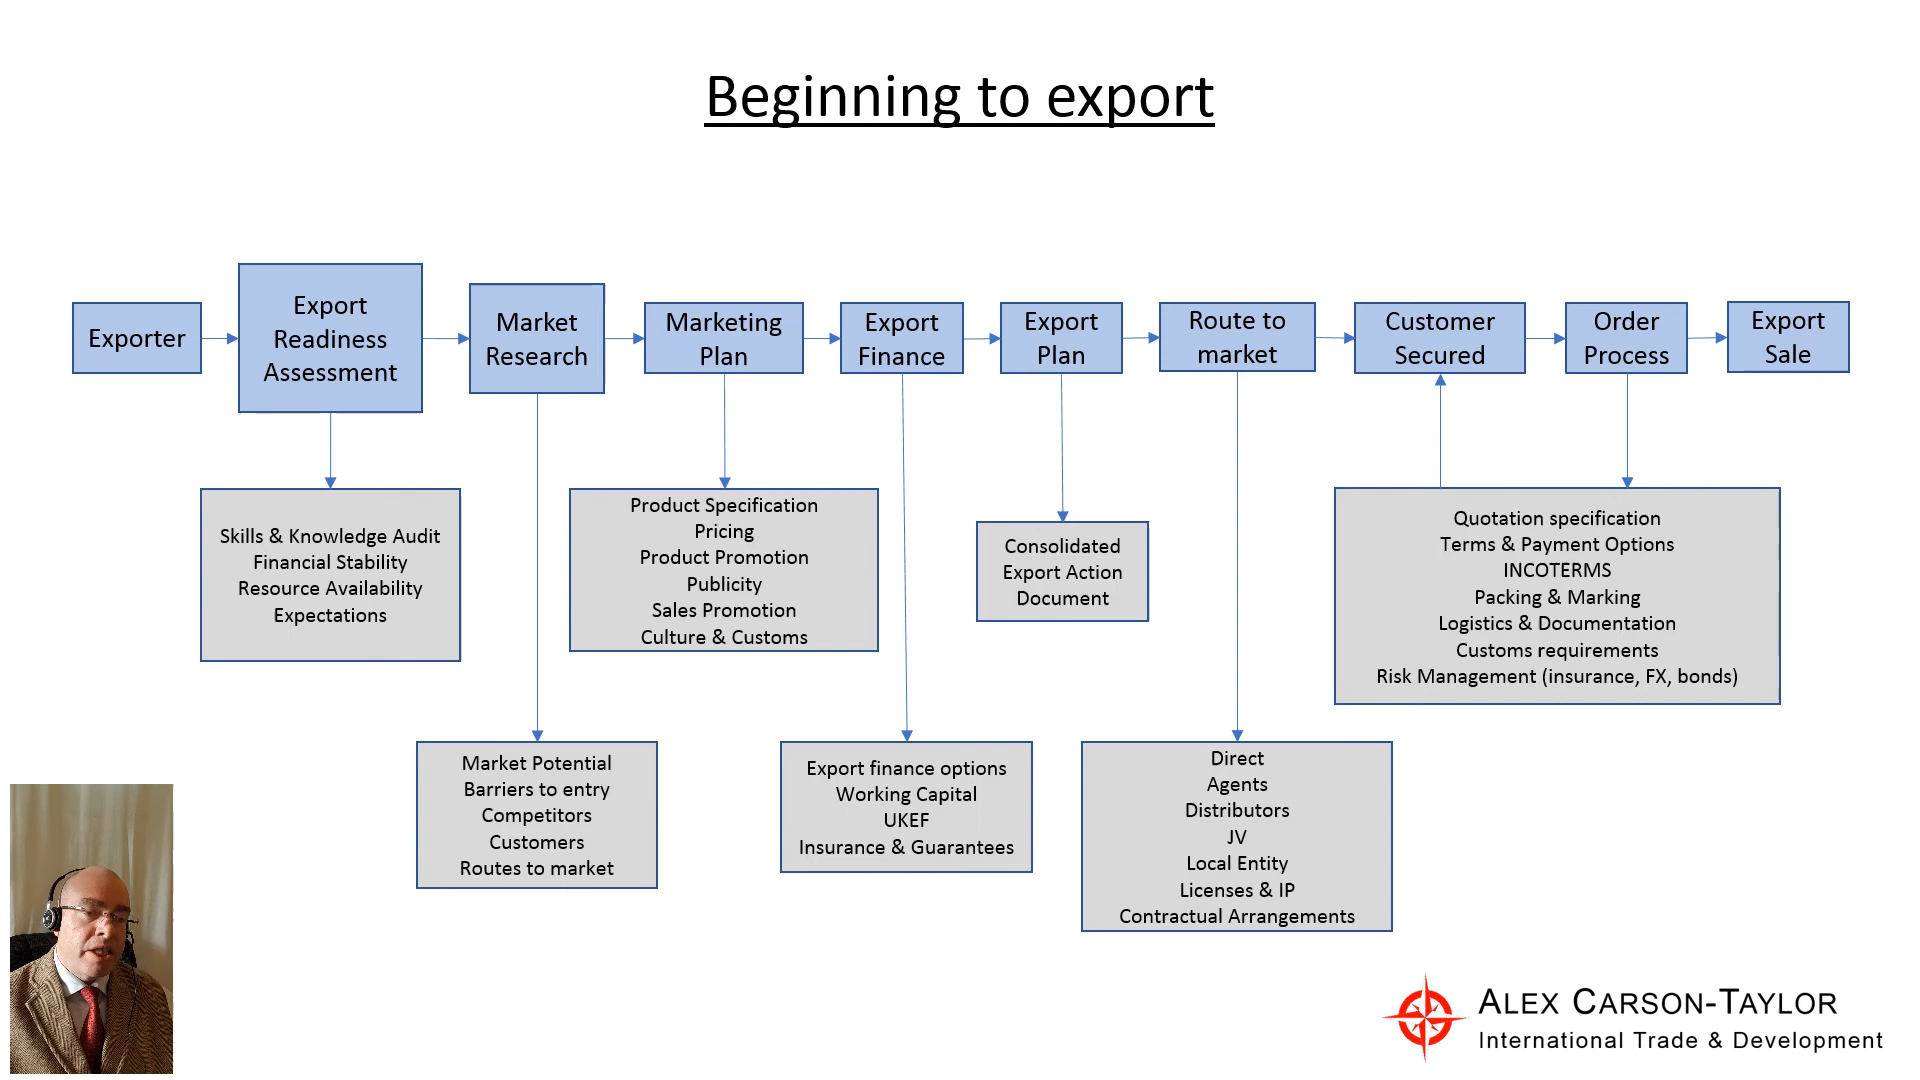 Beginning to export
Exporter
Export
Readiness
Assessment
Market
Research
Marketing
Plan
Export
Finance
Export
Plan
Route to
market
Customer
Secured
Order
Process
Export
Sale
Skills & Knowledge Audit
Financial Stability
Resource Availability
Expectations
Product Specification
Pricing
Product Promotion
Publicity
Sales Promotion
Culture & Customs
Consolidated
Export Action
Document
Quotation specification
Terms & Payment Options
INCOTERMS
Packing & Marking
Logistics & Documentation
Customs requirements
Risk Management (insurance, FX, bonds)
Market Potential
Barriers to entry
Competitors
Customers
Routes to market
Export finance options
Working Capital
UKEF
Insurance & Guarantees
Direct
Agents
Distributors
JV
Local Entity
Licenses & IP
Contractual Arrangements
ALEX CARSON-TAYLOR
International Trade & Development